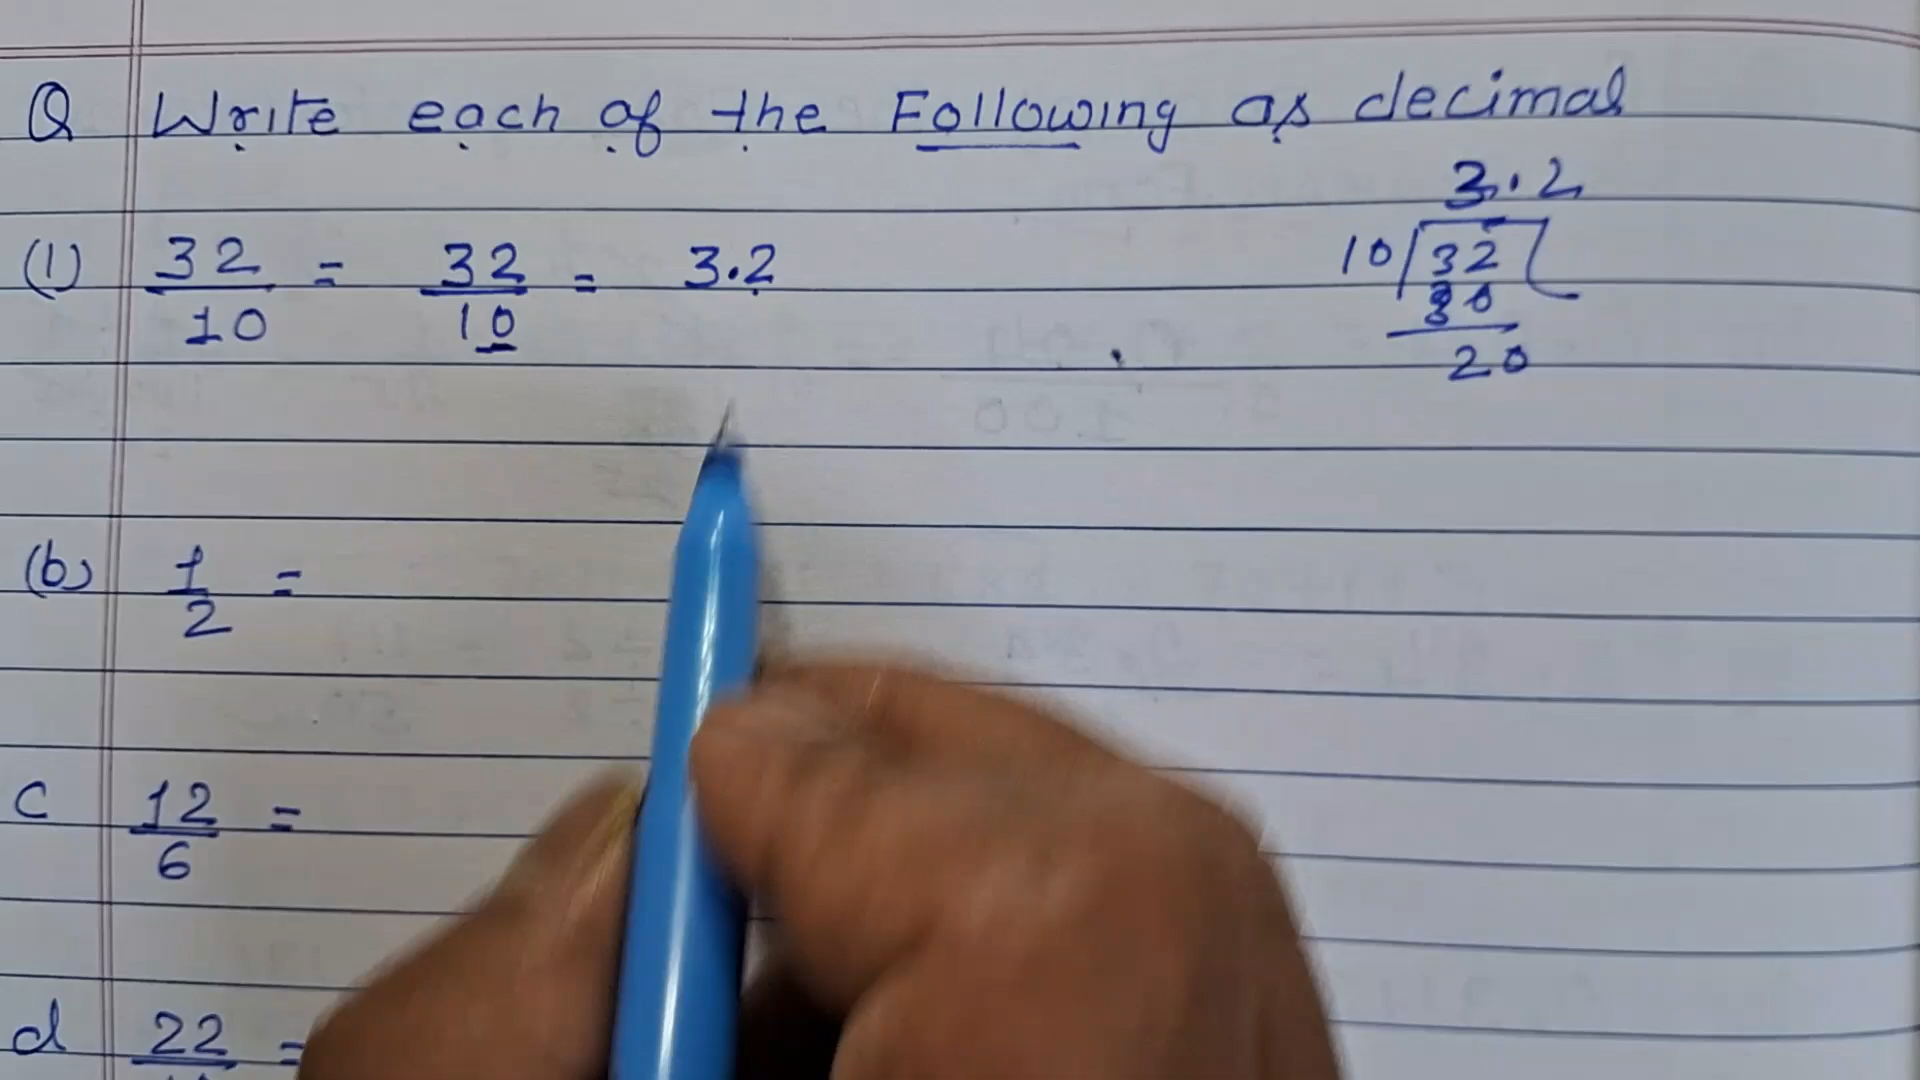 Q Write each of the Following as decimal
(1) 32/10 = 32/10 = 3.2
3.2
10 32
30
20
(b) 1/2 =
c 12/6 =
d 22